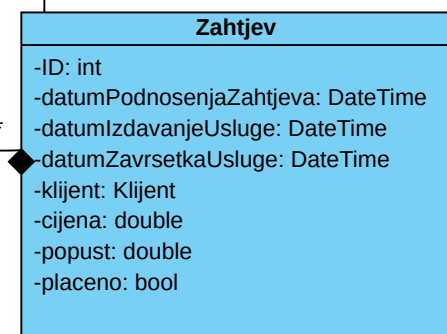 Zahtjev
-ID: int
-datumPodnosenjaZahtjeva: DateTime
-datumIzdavanjeUsluge: DateTime
*
-datumZavrsetkaUsluge: DateTime
-klijent: Klijent
-cijena: double
-popust: double
-placeno: bool